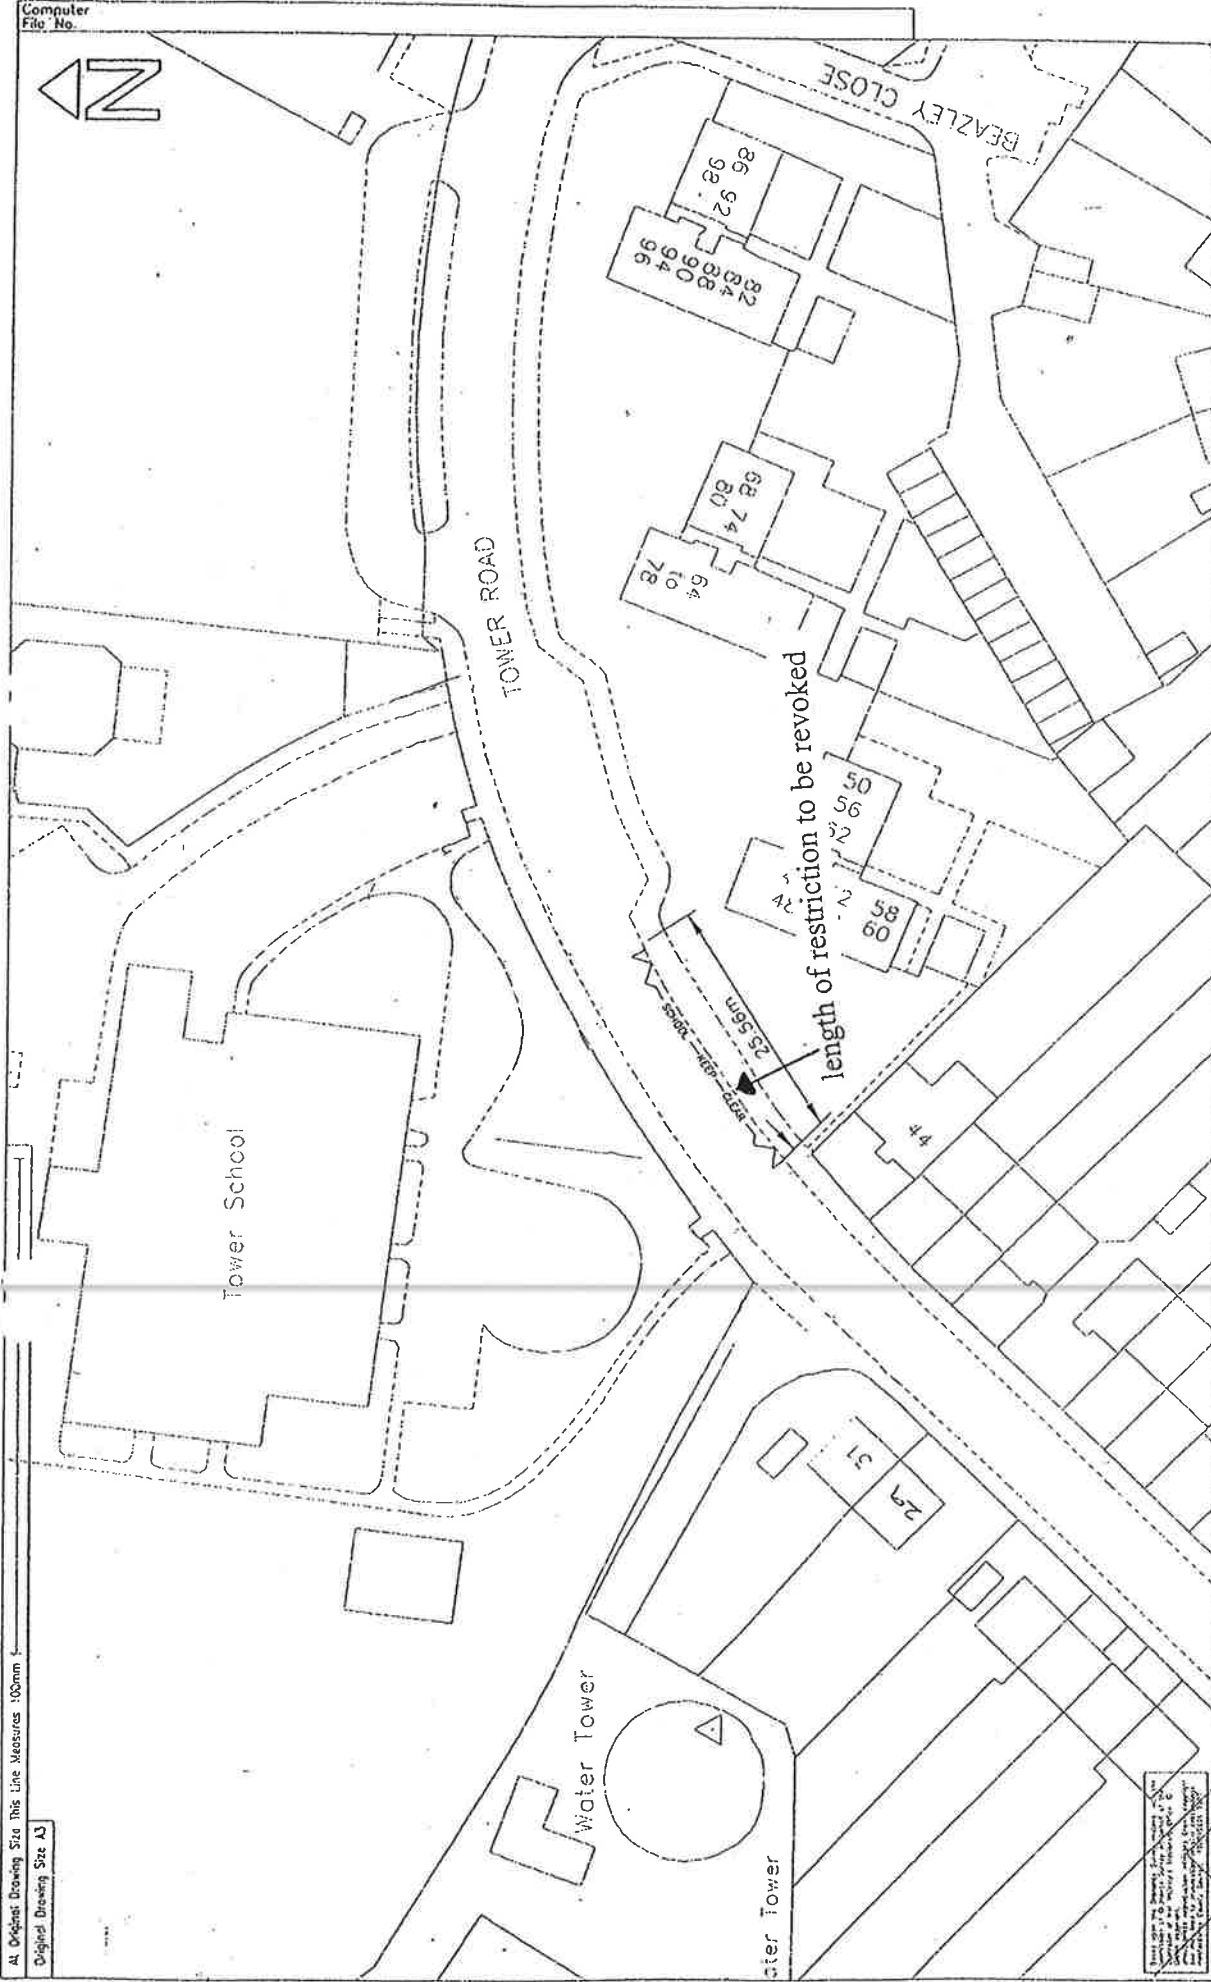 Computer
File No.
At Original Drawing Size This Line Measures 100mm
Original Drawing Size A3
N
BEAZLEY CLOSE
86 92
98
96
94
90
88
84
82
TOWER ROAD
68 74
80
78
to
64
50
56
48
58
60
length of restriction to be revoked
25.56m
SCHOOL KEEP CLEAR
44
Tower School
31
29
Water Tower
ater Tower